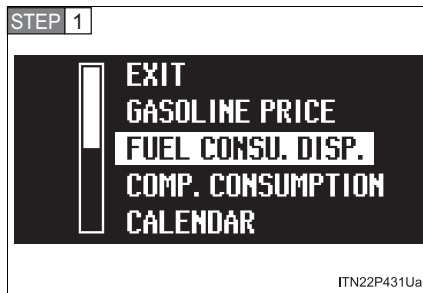 STEP 1
EXIT
GASOLINE PRICE
FUEL CONSU. DISP.
COMP. CONSUMPTION
CALENDAR
ITN22P431Ua